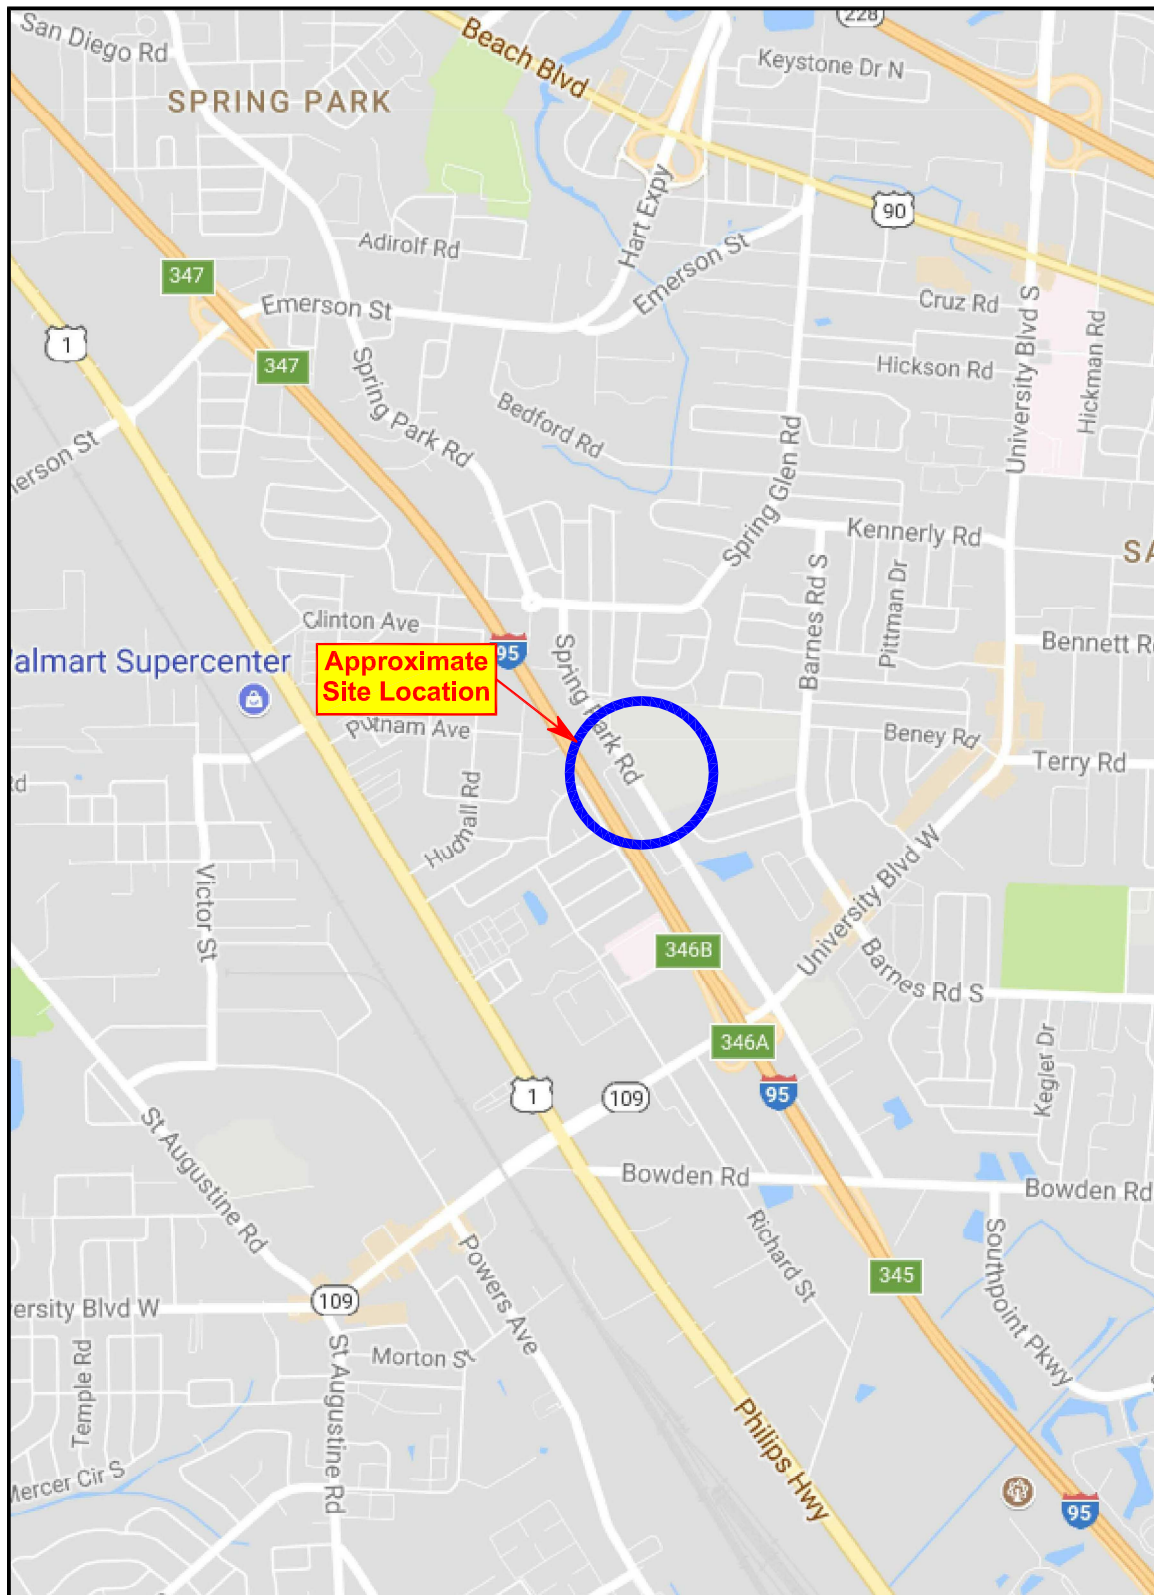 San Diego Rd
SPRING PARK
Beach Blvd
228
Keystone Dr N
90
Adirolf Rd
Hart Expy
347
Emerson St
Emerson St
Cruz Rd
University Blvd S
1
347
Spring Park Rd
Hickson Rd
Hickman Rd
Bedford Rd
erson St
Spring Glen Rd
Kennerly Rd
SA
Barnes Rd S
Pittman Dr
Clinton Ave
Bennett Rd
95
Spring Park Rd
almart Supercenter
Approximate
Site Location
Putnam Ave
Beney Rd
Terry Rd
Rd
Hudnall Rd
University Blvd W
Victor St
346B
Barnes Rd S
346A
Kegler Dr
1
109
95
St Augustine Rd
Bowden Rd
Bowden Rd
Richard St
Southpoint Pkwy
Powers Ave
345
109
versity Blvd W
Temple Rd
Morton St
St Augustine Rd
Philips Hwy
Mercer Cir S
95